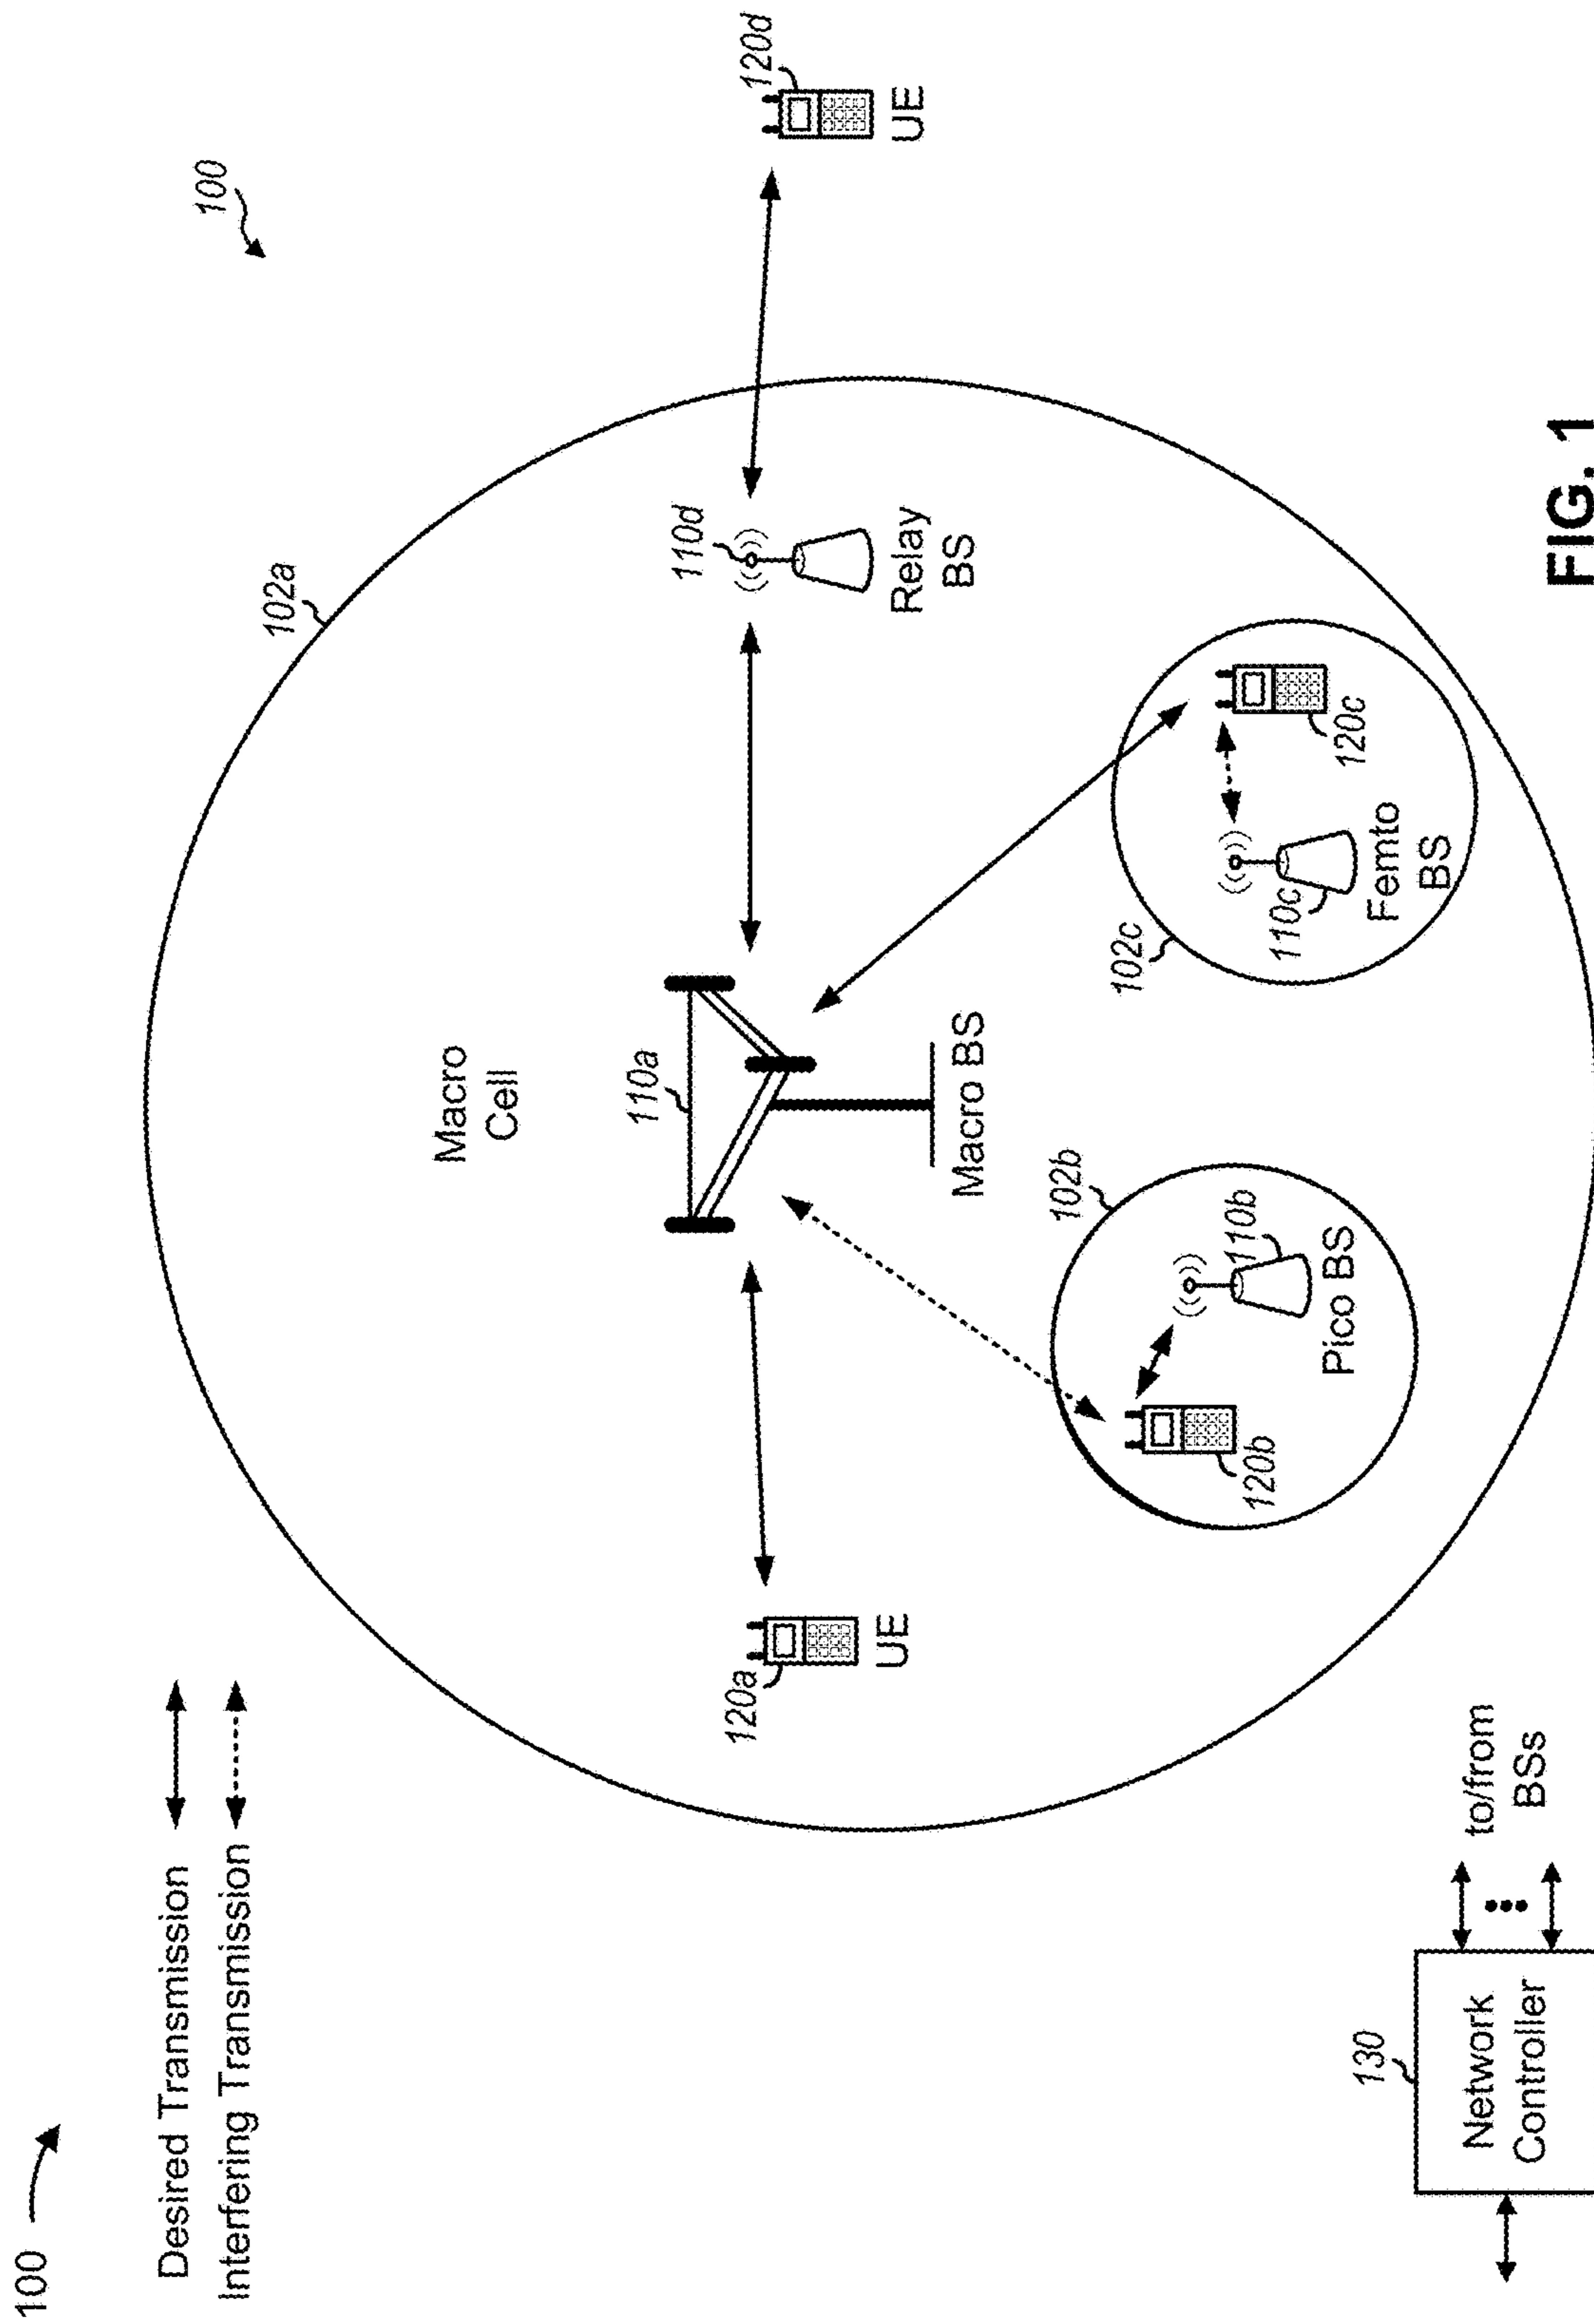 100
Desired Transmission
Interfering Transmission
100
102a
Macro
Cell
110a
110d
120a
UE
Macro BS
Relay
BS
120d
UE
102b
110b
Pico BS
120b
102c
110c
Femto
BS
120c
130
Network
Controller
to/from
BSs
FIG. 1